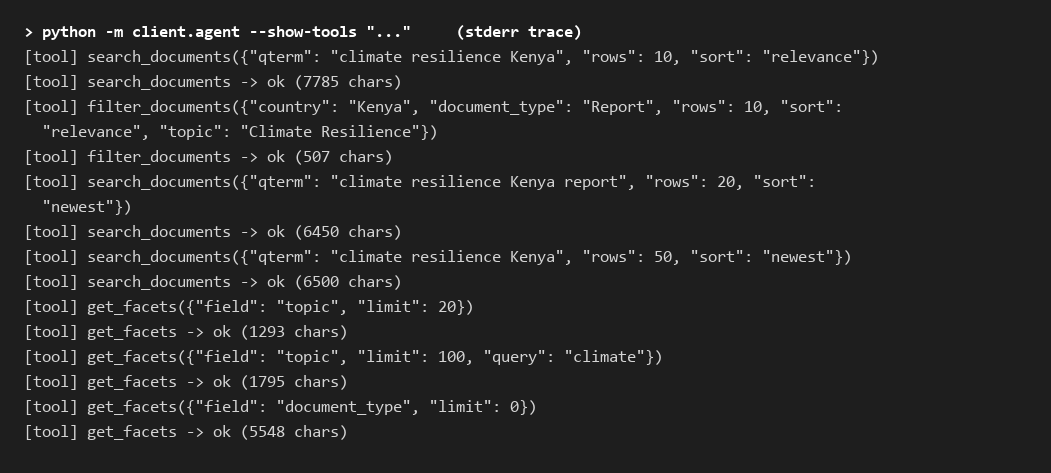 > python -m client.agent --show-tools "..." (stderr trace)
[tool] search_documents({"qterm": "climate resilience Kenya", "rows": 10, "sort": "relevance"})
[tool] search_documents -> ok (7785 chars)
[tool] filter_documents({"country": "Kenya", "document_type": "Report", "rows": 10, "sort":
"relevance", "topic": "Climate Resilience"})
[tool] filter_documents -> ok (507 chars)
[tool] search_documents({"qterm": "climate resilience Kenya report", "rows": 20, "sort":
"newest"})
[tool] search_documents -> ok (6450 chars)
[tool] search_documents({"qterm": "climate resilience Kenya", "rows": 50, "sort": "newest"})
[tool] search_documents -> ok (6500 chars)
[tool] get_facets({"field": "topic", "limit": 20})
[tool] get_facets -> ok (1293 chars)
[tool] get_facets({"field": "topic", "limit": 100, "query": "climate"})
[tool] get_facets -> ok (1795 chars)
[tool] get_facets({"field": "document_type", "limit": 0})
[tool] get_facets -> ok (5548 chars)